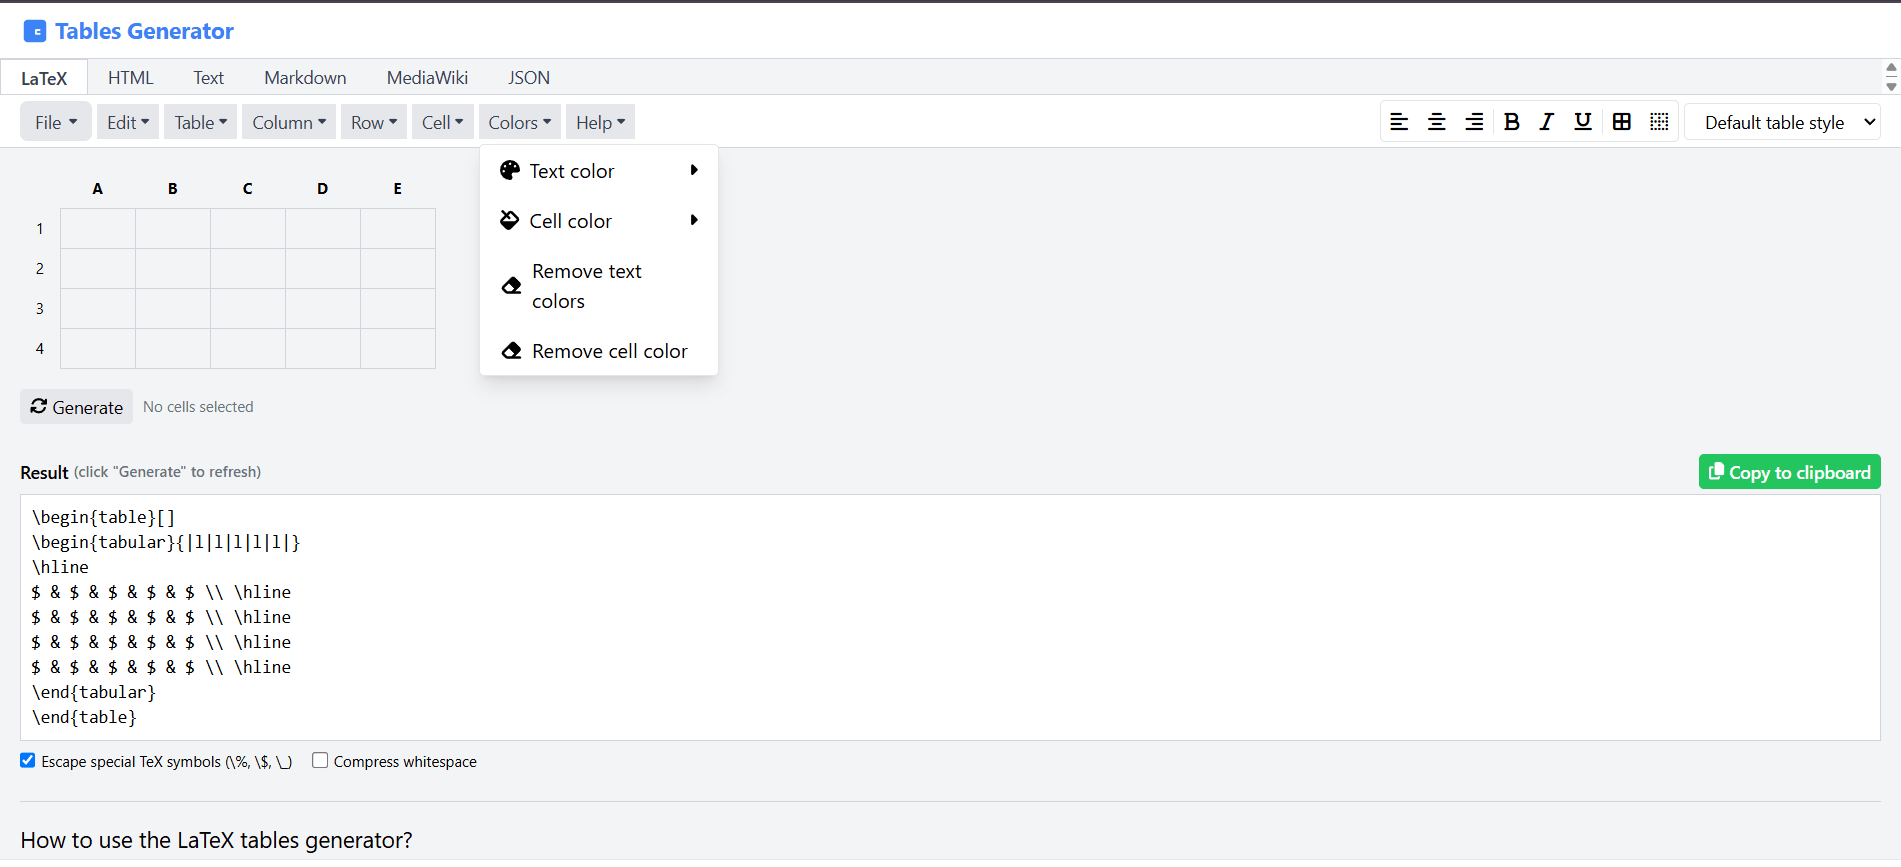 Tables Generator
LaTeX HTML Text Markdown MediaWiki JSON
File Edit Table Column Row Cell Colors Help Default table style
Text color
Cell color
Remove text
colors
Remove cell color
A B C D E
1
2
3
4
Generate No cells selected
Result (click "Generate" to refresh) Copy to clipboard
\begin{table}[]
\begin{tabular}{|l|l|l|l|l|}
\hline
$ & $ & $ & $ & $ \\ \hline
$ & $ & $ & $ & $ \\ \hline
$ & $ & $ & $ & $ \\ \hline
$ & $ & $ & $ & $ \\ \hline
\end{tabular}
\end{table}
Escape special TeX symbols (\%, \$, \_) Compress whitespace
How to use the LaTeX tables generator?